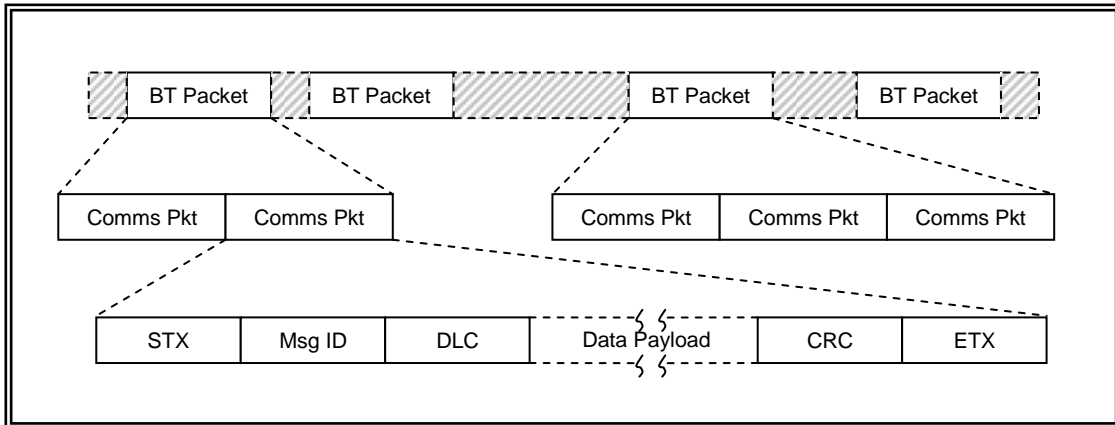 BT Packet BT Packet BT Packet BT Packet
Comms Pkt Comms Pkt Comms Pkt Comms Pkt Comms Pkt
STX Msg ID DLC Data Payload CRC ETX